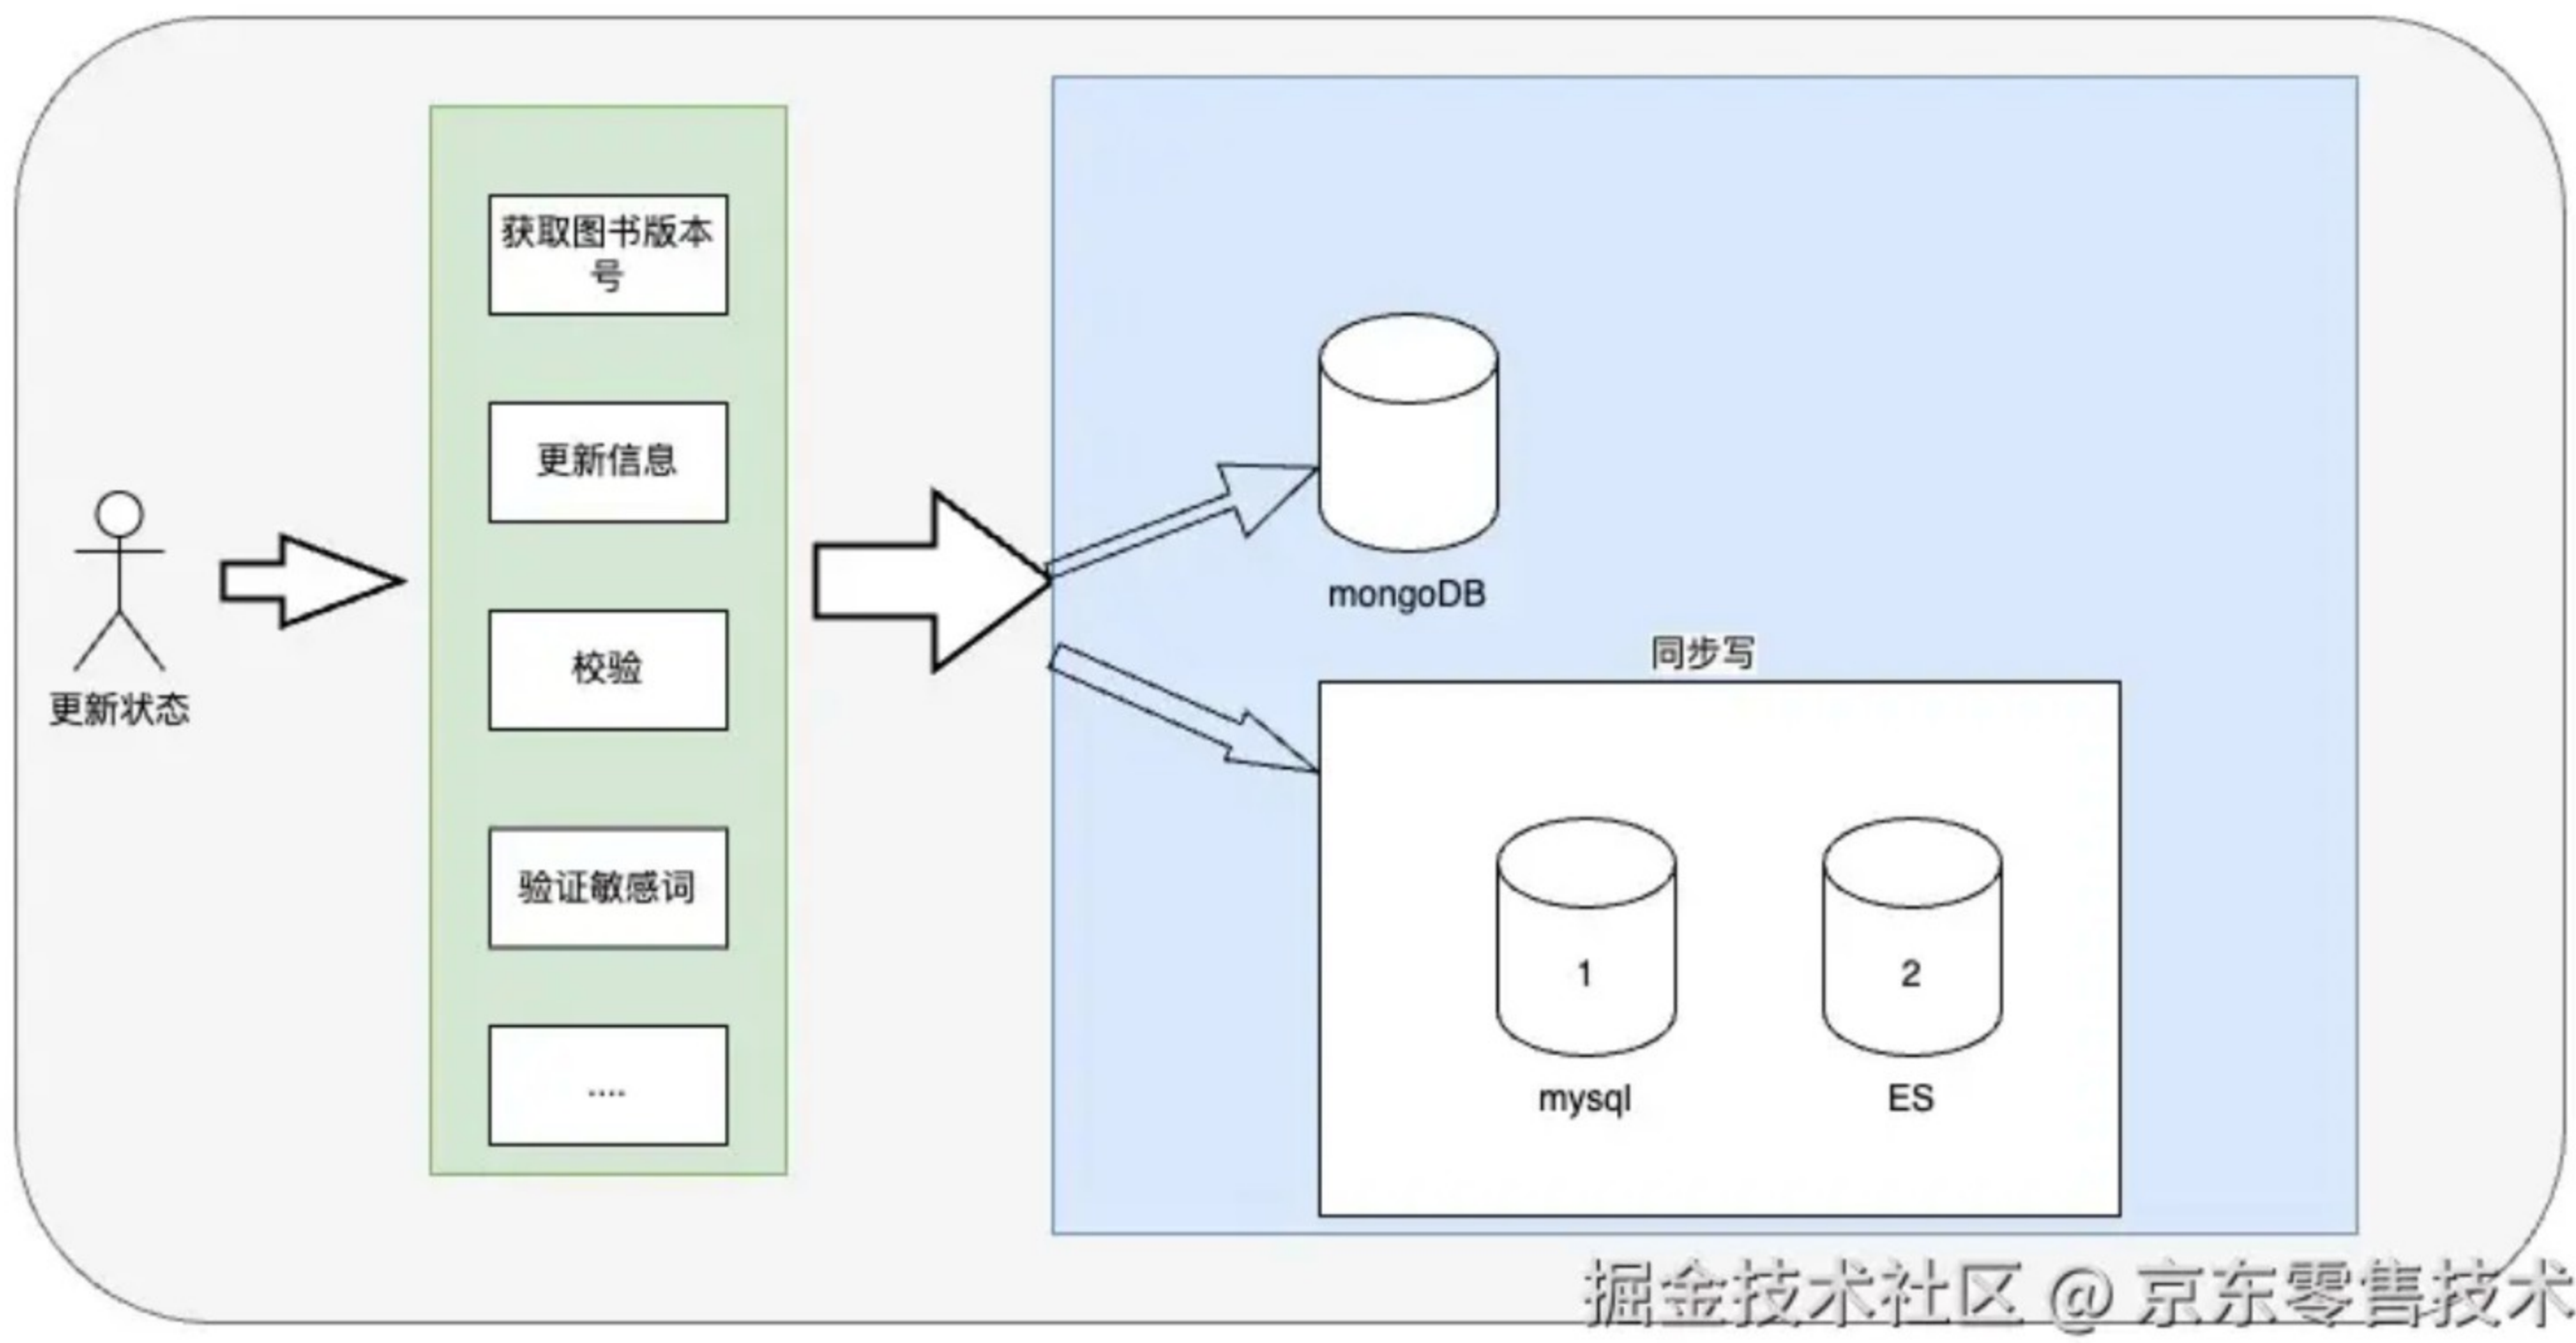 获取图书版本
号
更新信息
校验
验证敏感词
....
更新状态
mongoDB
同步写
1
2
mysql
ES
掘金技术社区 @ 京东零售技术